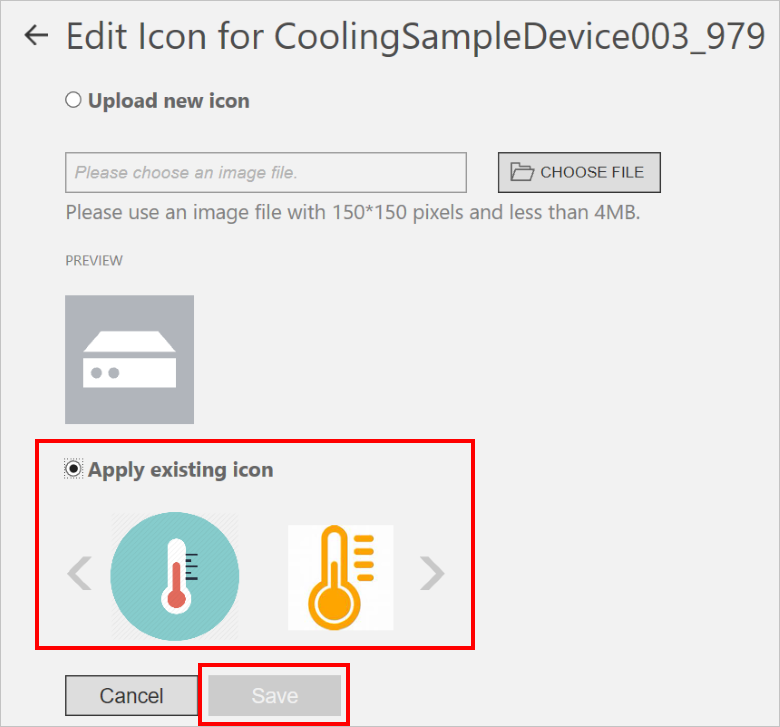 Edit Icon for CoolingSampleDevice003_979
Upload new icon
Please choose an image file.
CHOOSE FILE
Please use an image file with 150*150 pixels and less than 4MB.
PREVIEW
Apply existing icon
Cancel
Save